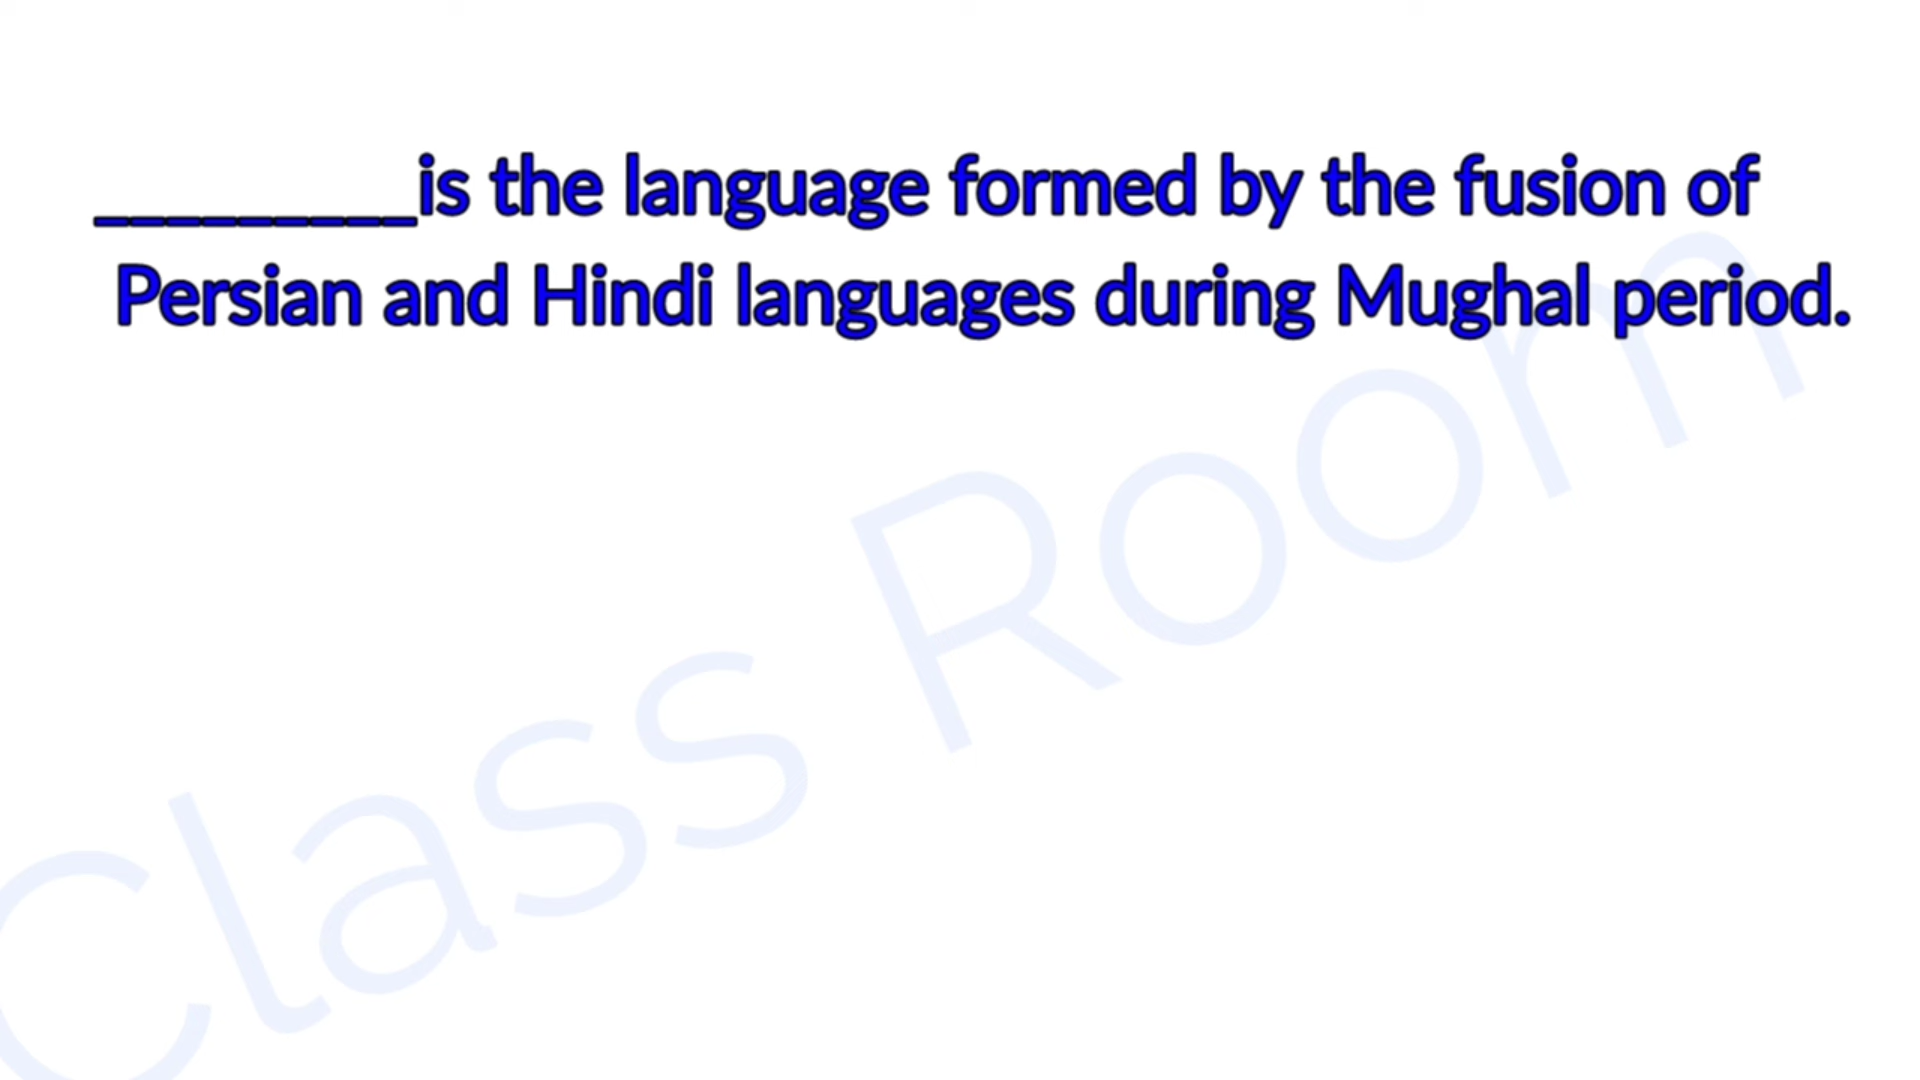 _________is the language formed by the fusion of
Persian and Hindi languages during Mughal period.
Class Room